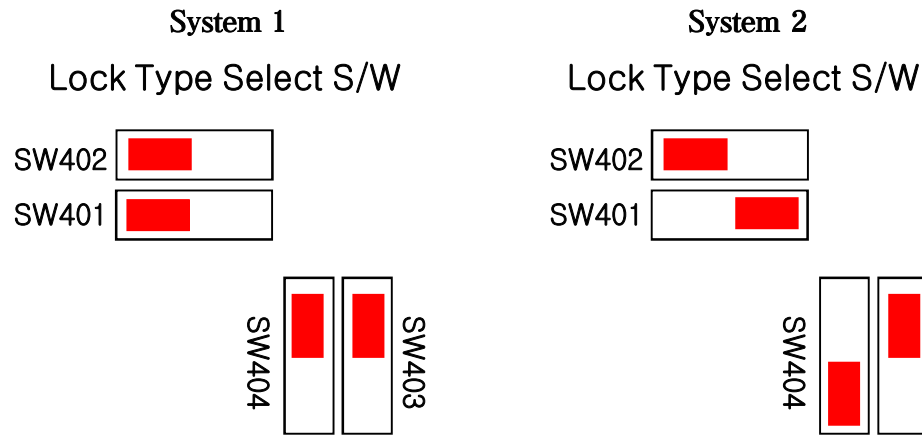 System 1
Lock Type Select S/W
SW402
SW401
SW404
SW403
System 2
Lock Type Select S/W
SW402
SW401
SW404